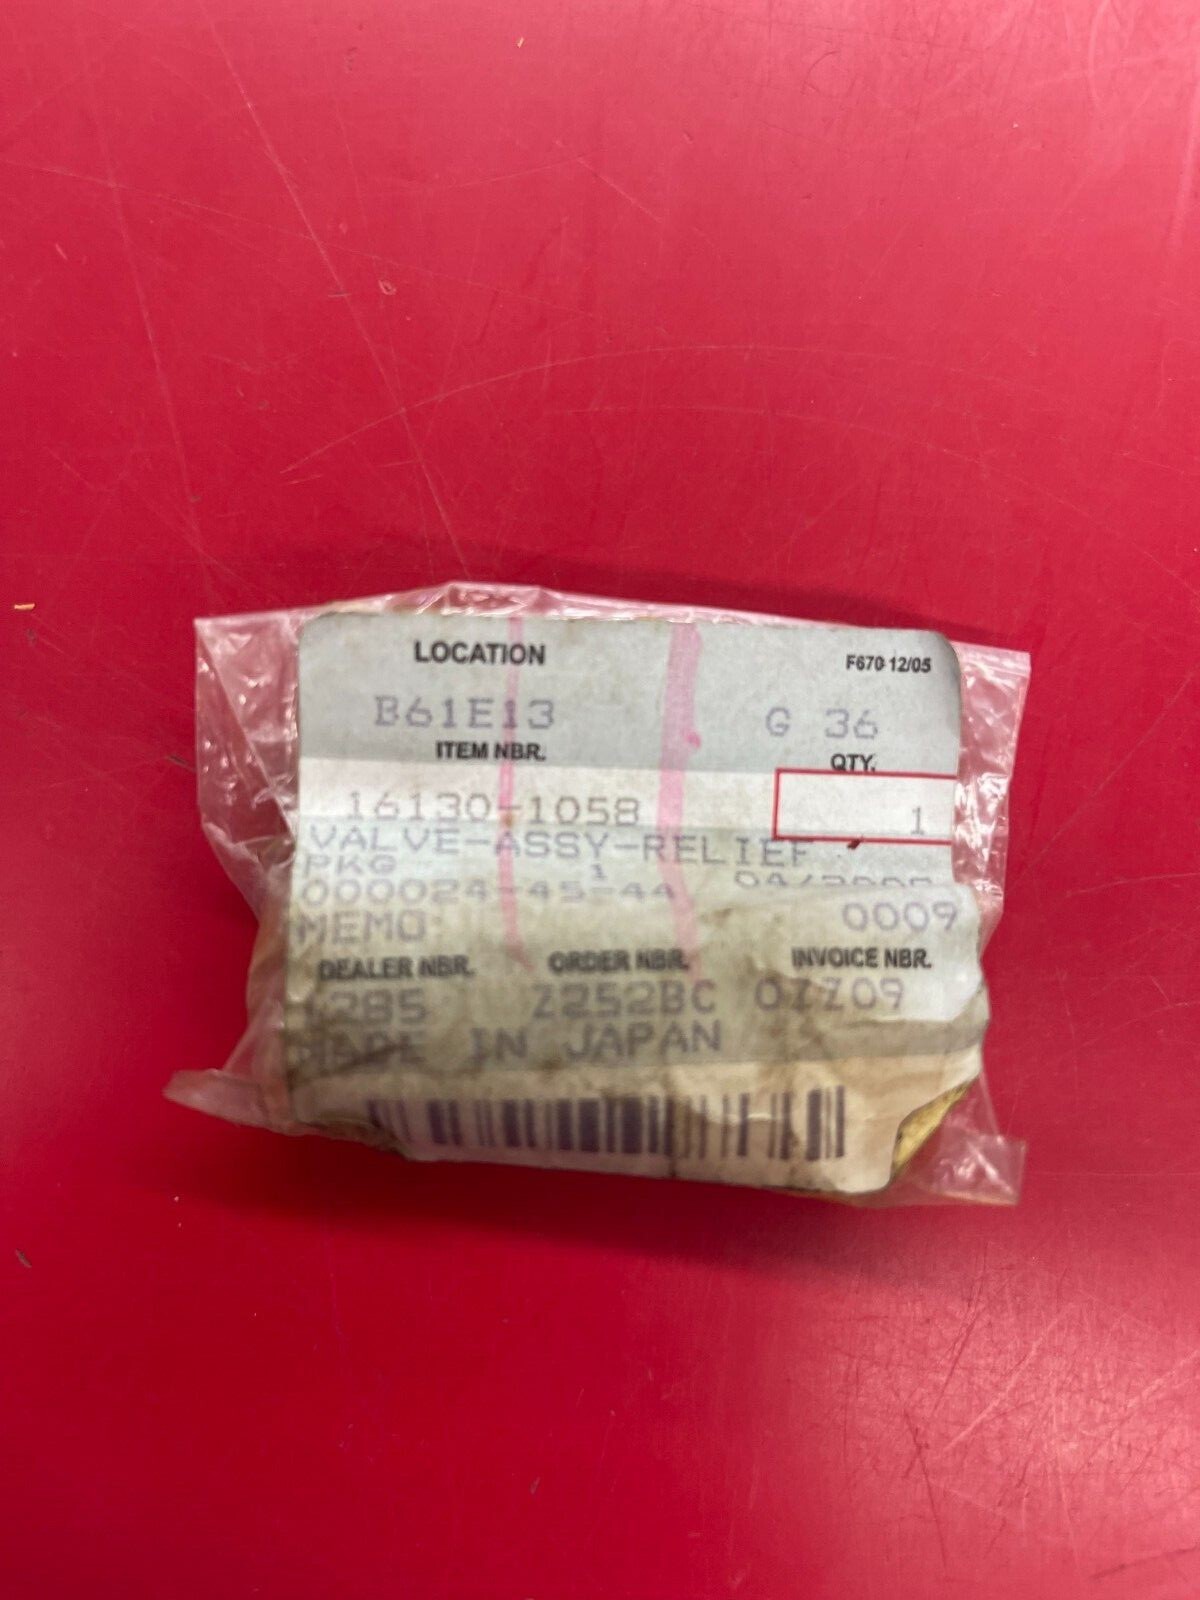 LOCATION F670 12/05
B61E13 G 36
ITEM NBR. QTY.
16130-1058 1
VALVE-ASSY-RELIEF
PKG 1
000024-45-44
MEMO 0009
DEALER NBR. ORDER NBR. INVOICE NBR.
Z252BC 0ZZ09
MADE IN JAPAN